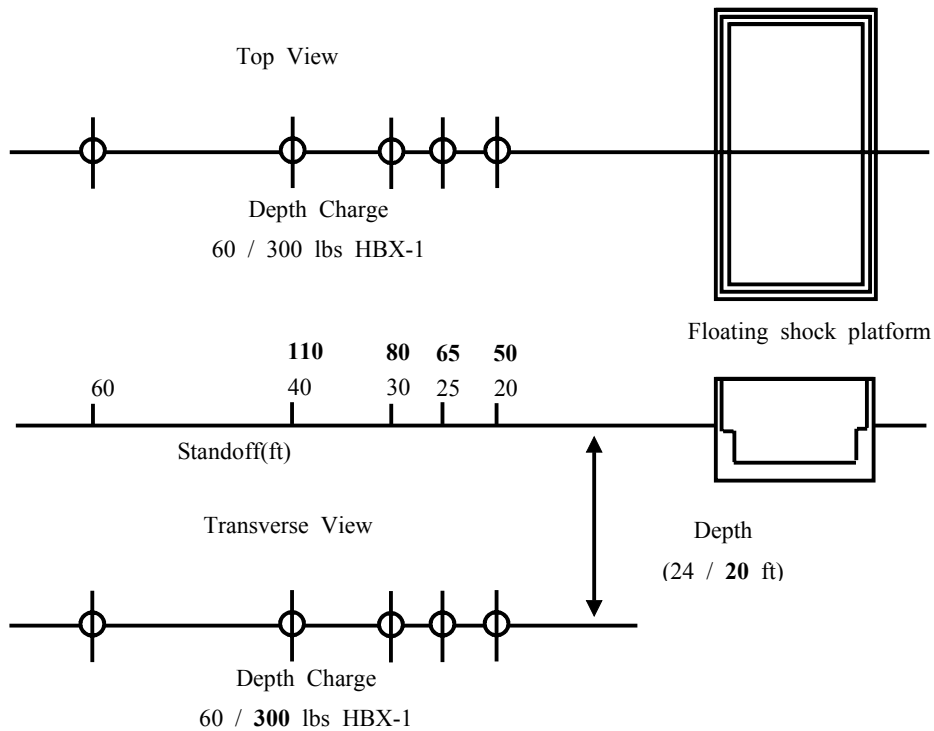 Top View
Depth Charge
60 / 300 lbs HBX-1
Floating shock platform
110 80 65 50
60 40 30 25 20
Standoff(ft)
Transverse View
Depth
(24 / 20 ft)
Depth Charge
60 / 300 lbs HBX-1